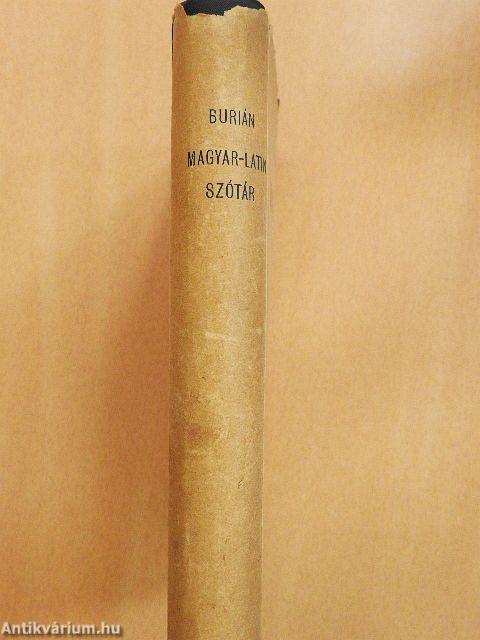 BURIÁN
MAGYAR-LATIN
SZÓTÁR
Antikvárium.hu